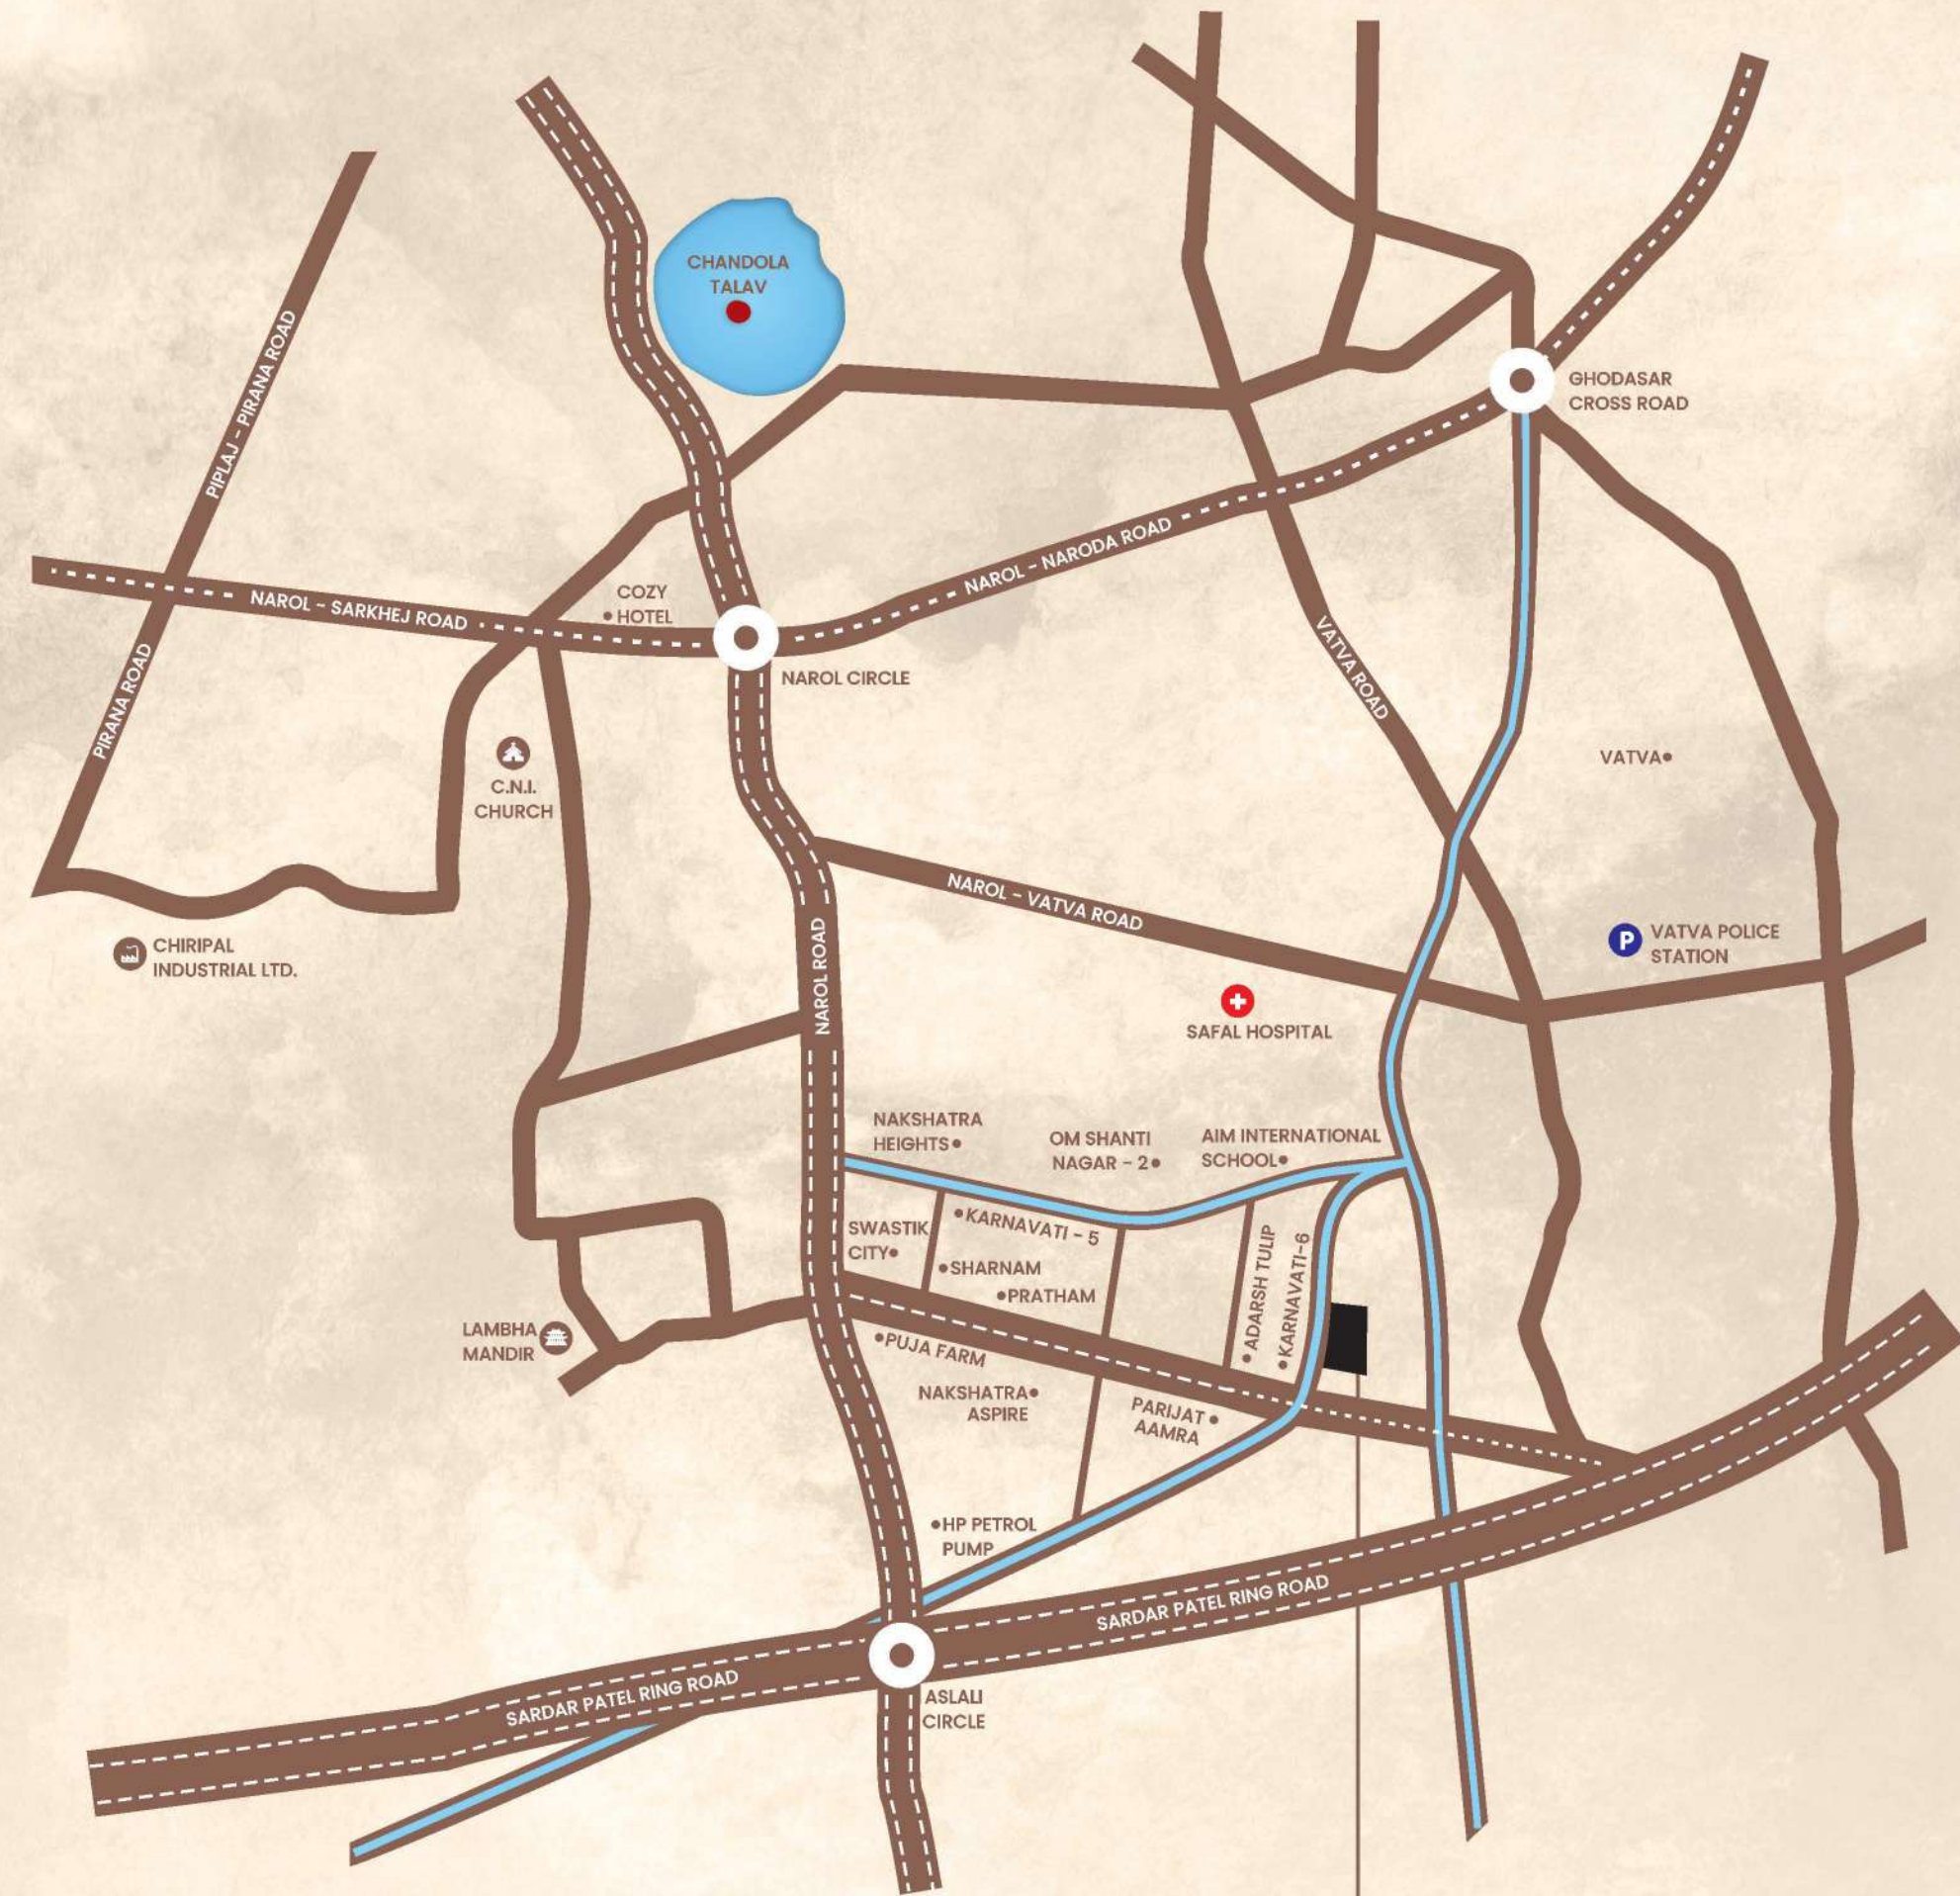 CHANDOLA
TALAV
PIPLAJ - PIRANA ROAD
GHODASAR
CROSS ROAD
NAROL - NARODA ROAD
NAROL - SARKHEJ ROAD
COZY
HOTEL
NAROL CIRCLE
PIRANA ROAD
VATVA ROAD
C.N.I.
CHURCH
VATVA
NAROL - VATVA ROAD
CHIRIPAL
INDUSTRIAL LTD.
NAROL ROAD
P
VATVA POLICE
STATION
SAFAL HOSPITAL
NAKSHATRA
HEIGHTS
OM SHANTI
NAGAR - 2
AIM INTERNATIONAL
SCHOOL
SWASTIK
CITY
KARNAVATI - 5
SHARNAM
PRATHAM
ADARSH TULIP
KARNAVATI-6
LAMBHA
MANDIR
PUJA FARM
NAKSHATRA
ASPIRE
PARIJAT
AAMRA
HP PETROL
PUMP
SARDAR PATEL RING ROAD
SARDAR PATEL RING ROAD
ASLALI
CIRCLE